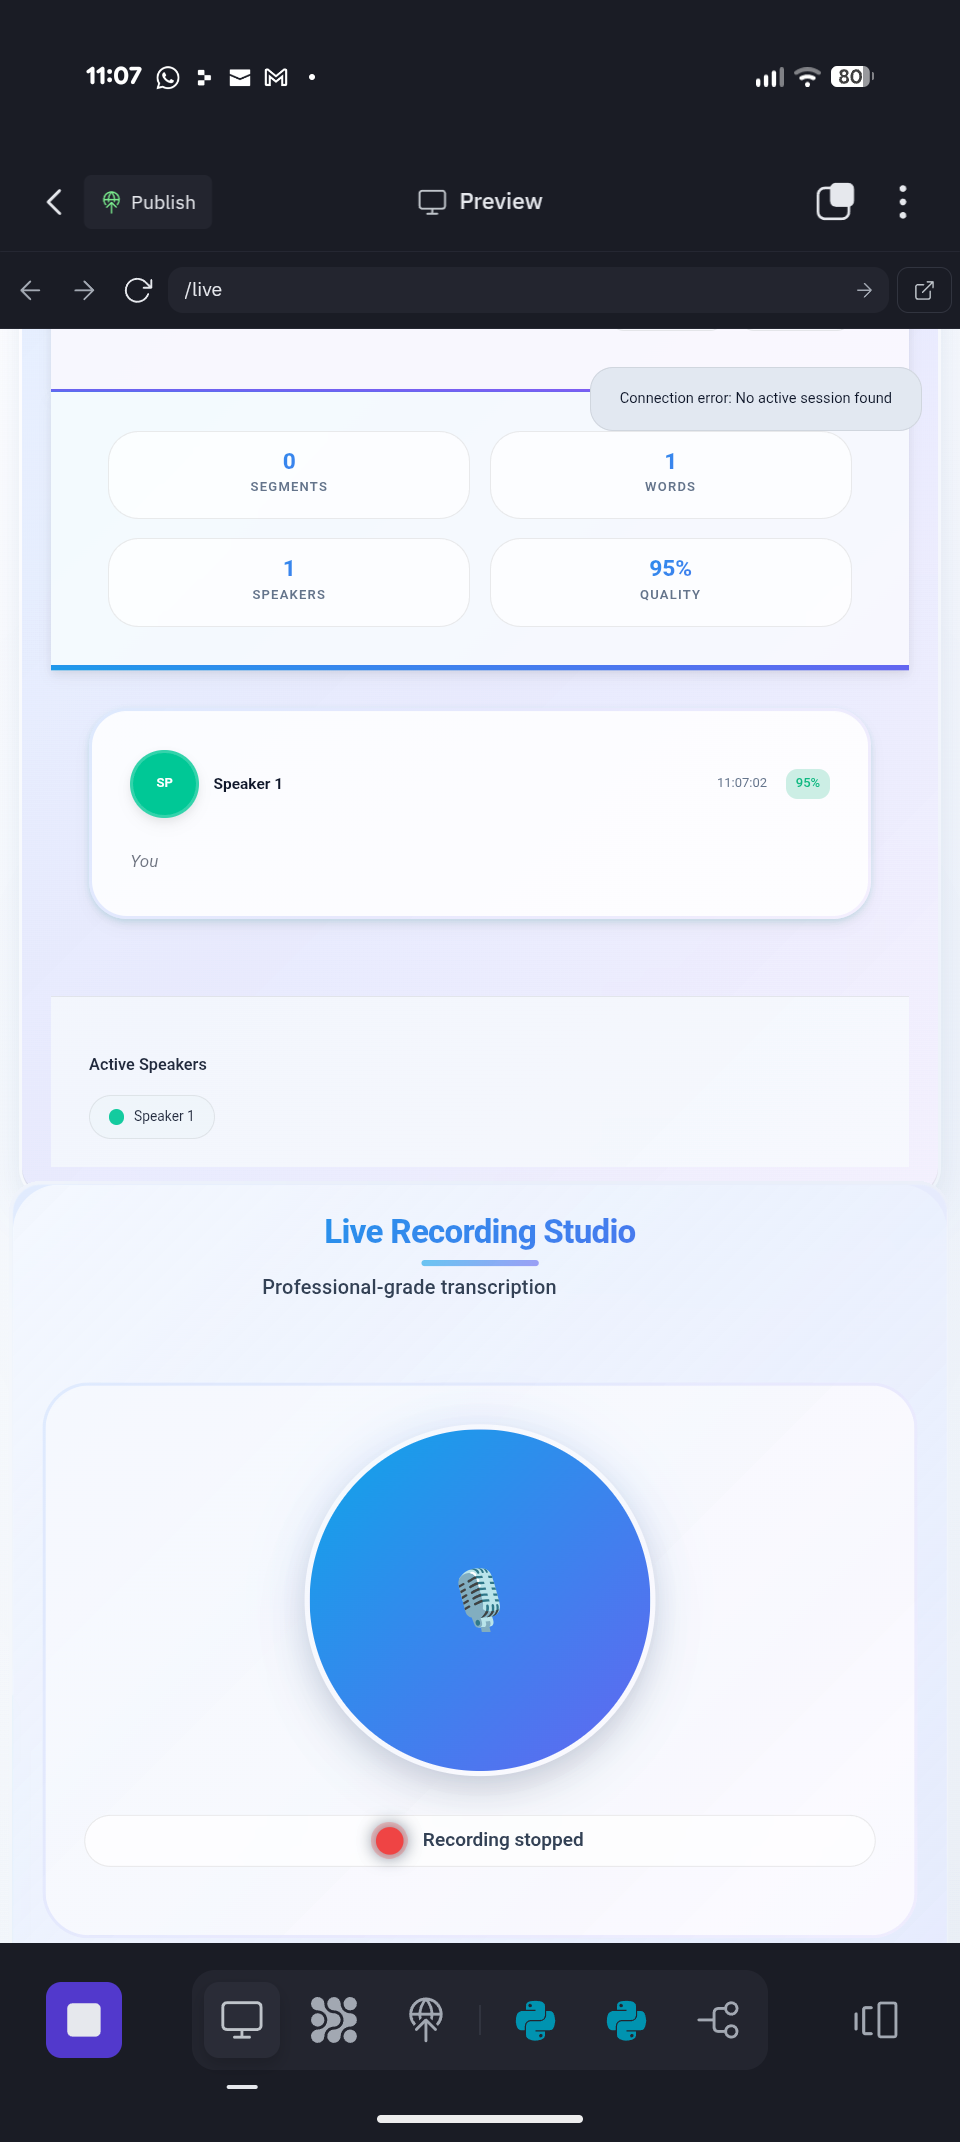 11:07
80
Publish
Preview
/live
Connection error: No active session found
0
SEGMENTS
1
WORDS
1
SPEAKERS
95%
QUALITY
SP
Speaker 1
11:07:02
95%
You
Active Speakers
Speaker 1
Live Recording Studio
Professional-grade transcription
Recording stopped